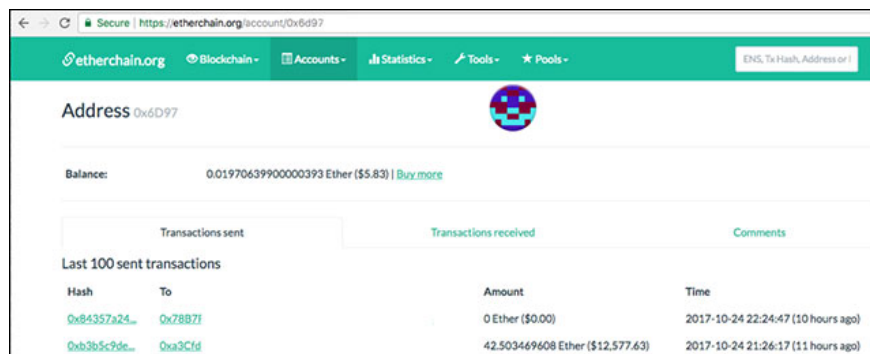 Secure | https://etherchain.org/account/0x6d97
etherchain.org Blockchain Accounts Statistics Tools Pools ENS, Tx Hash, Address or
Address 0x6D97
Balance: 0.01970639900000393 Ether ($5.83) | Buy more
Transactions sent Transactions received Comments
Last 100 sent transactions
Hash To Amount Time
0x84357a24... 0x78B7F 0 Ether ($0.00) 2017-10-24 22:24:47 (10 hours ago)
0xb3b5c9de... 0xa3Cfd 42.503469608 Ether ($12,577.63) 2017-10-24 21:26:17 (11 hours ago)